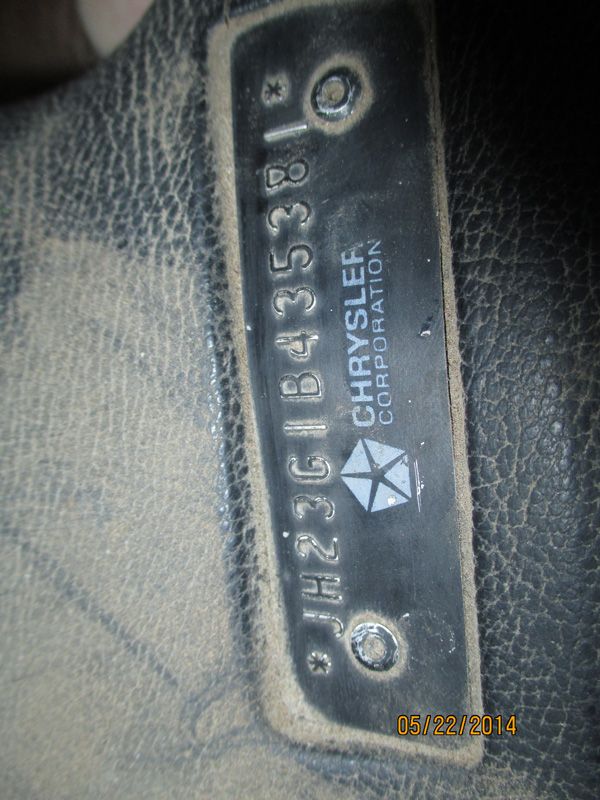 *JH23G1B435381*
CHRYSLER
CORPORATION
05/22/2014